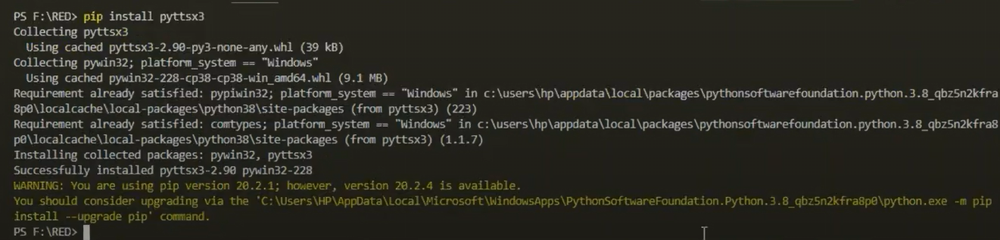 PS F:\RED> pip install pyttsx3
Collecting pyttsx3
  Using cached pyttsx3-2.90-py3-none-any.whl (39 kB)
Collecting pywin32; platform_system == "Windows"
  Using cached pywin32-228-cp38-cp38-win_amd64.whl (9.1 MB)
Requirement already satisfied: pypiwin32; platform_system == "Windows" in c:\users\hp\appdata\local\packages\pythonsoftwarefoundation.python.3.8_qbz5n2kfra
8p0\localcache\local-packages\python38\site-packages (from pyttsx3) (223)
Requirement already satisfied: comtypes; platform_system == "Windows" in c:\users\hp\appdata\local\packages\pythonsoftwarefoundation.python.3.8_qbz5n2kfra8
p0\localcache\local-packages\python38\site-packages (from pyttsx3) (1.1.7)
Installing collected packages: pywin32, pyttsx3
Successfully installed pyttsx3-2.90 pywin32-228
WARNING: You are using pip version 20.2.1; however, version 20.2.4 is available.
You should consider upgrading via the 'C:\Users\HP\AppData\Local\Microsoft\WindowsApps\PythonSoftwareFoundation.Python.3.8_qbz5n2kfra8p0\python.exe -m pip
install --upgrade pip' command.
PS F:\RED>